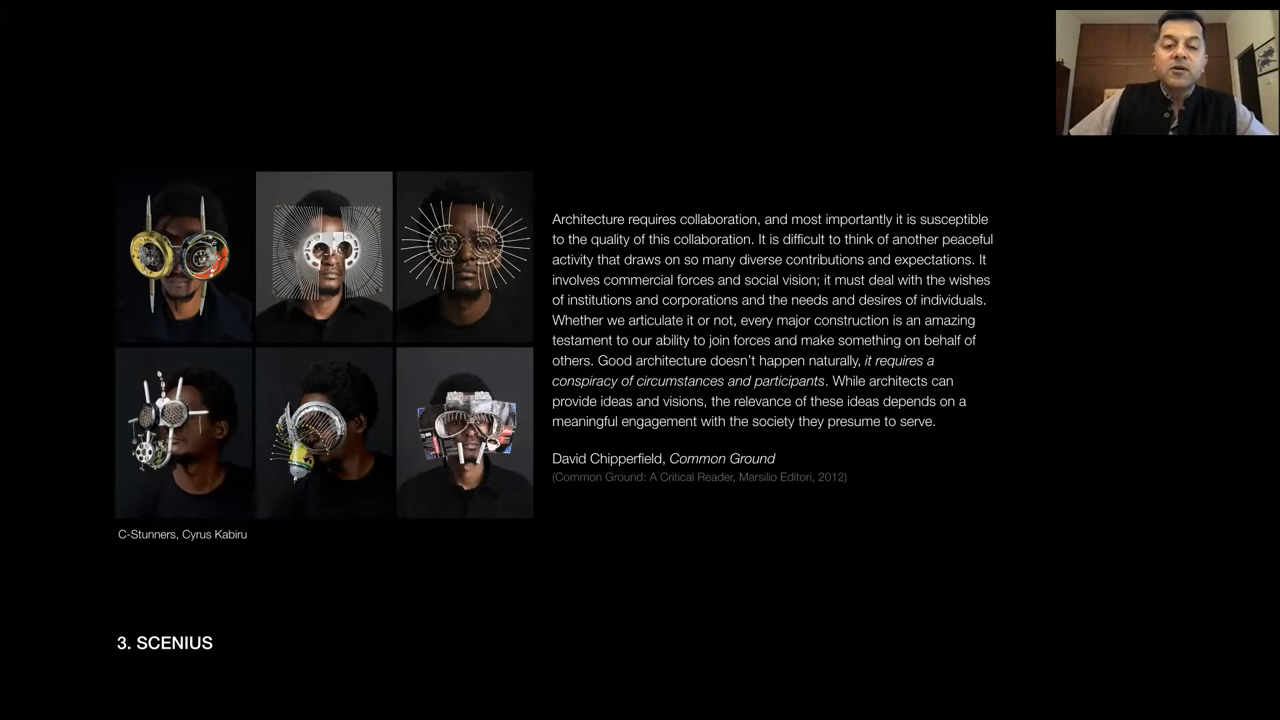 Architecture requires collaboration, and most importantly it is susceptible
to the quality of this collaboration. It is difficult to think of another peaceful
activity that draws on so many diverse contributions and expectations. It
involves commercial forces and social vision; it must deal with the wishes
of institutions and corporations and the needs and desires of individuals.
Whether we articulate it or not, every major construction is an amazing
testament to our ability to join forces and make something on behalf of
others. Good architecture doesn’t happen naturally, it requires a
conspiracy of circumstances and participants. While architects can
provide ideas and visions, the relevance of these ideas depends on a
meaningful engagement with the society they presume to serve.
David Chipperfield, Common Ground
(Common Ground: A Critical Reader, Marsilio Editori, 2012)
C-Stunners, Cyrus Kabiru
3. SCENIUS